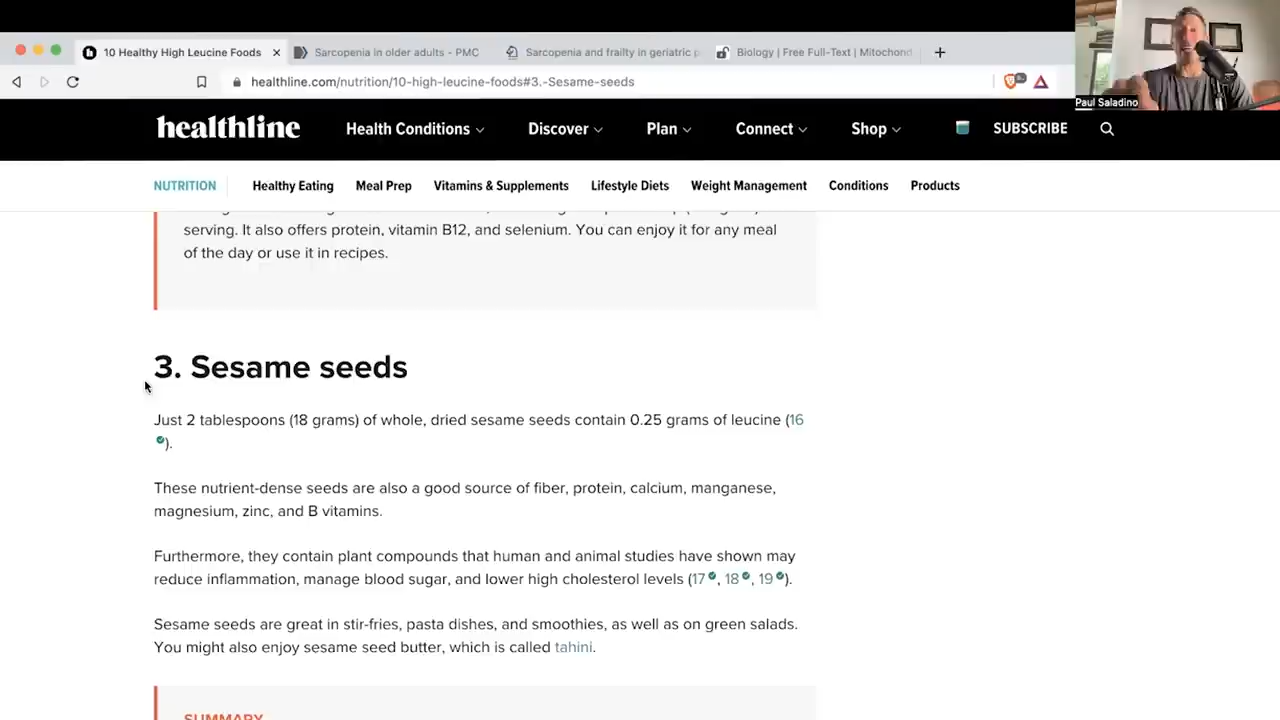 10 Healthy High Leucine Foods
Sarcopenia in older adults - PMC
Sarcopenia and frailty in geriatric p
Biology | Free Full-Text | Mitochond
healthline.com/nutrition/10-high-leucine-foods#3.-Sesame-seeds
Paul Saladino
healthline
Health Conditions
Discover
Plan
Connect
Shop
SUBSCRIBE
NUTRITION
Healthy Eating
Meal Prep
Vitamins & Supplements
Lifestyle Diets
Weight Management
Conditions
Products
serving. It also offers protein, vitamin B12, and selenium. You can enjoy it for any meal
of the day or use it in recipes.
3. Sesame seeds
Just 2 tablespoons (18 grams) of whole, dried sesame seeds contain 0.25 grams of leucine (16
).
These nutrient-dense seeds are also a good source of fiber, protein, calcium, manganese,
magnesium, zinc, and B vitamins.
Furthermore, they contain plant compounds that human and animal studies have shown may
reduce inflammation, manage blood sugar, and lower high cholesterol levels (17, 18, 19).
Sesame seeds are great in stir-fries, pasta dishes, and smoothies, as well as on green salads.
You might also enjoy sesame seed butter, which is called tahini.
SUMMARY